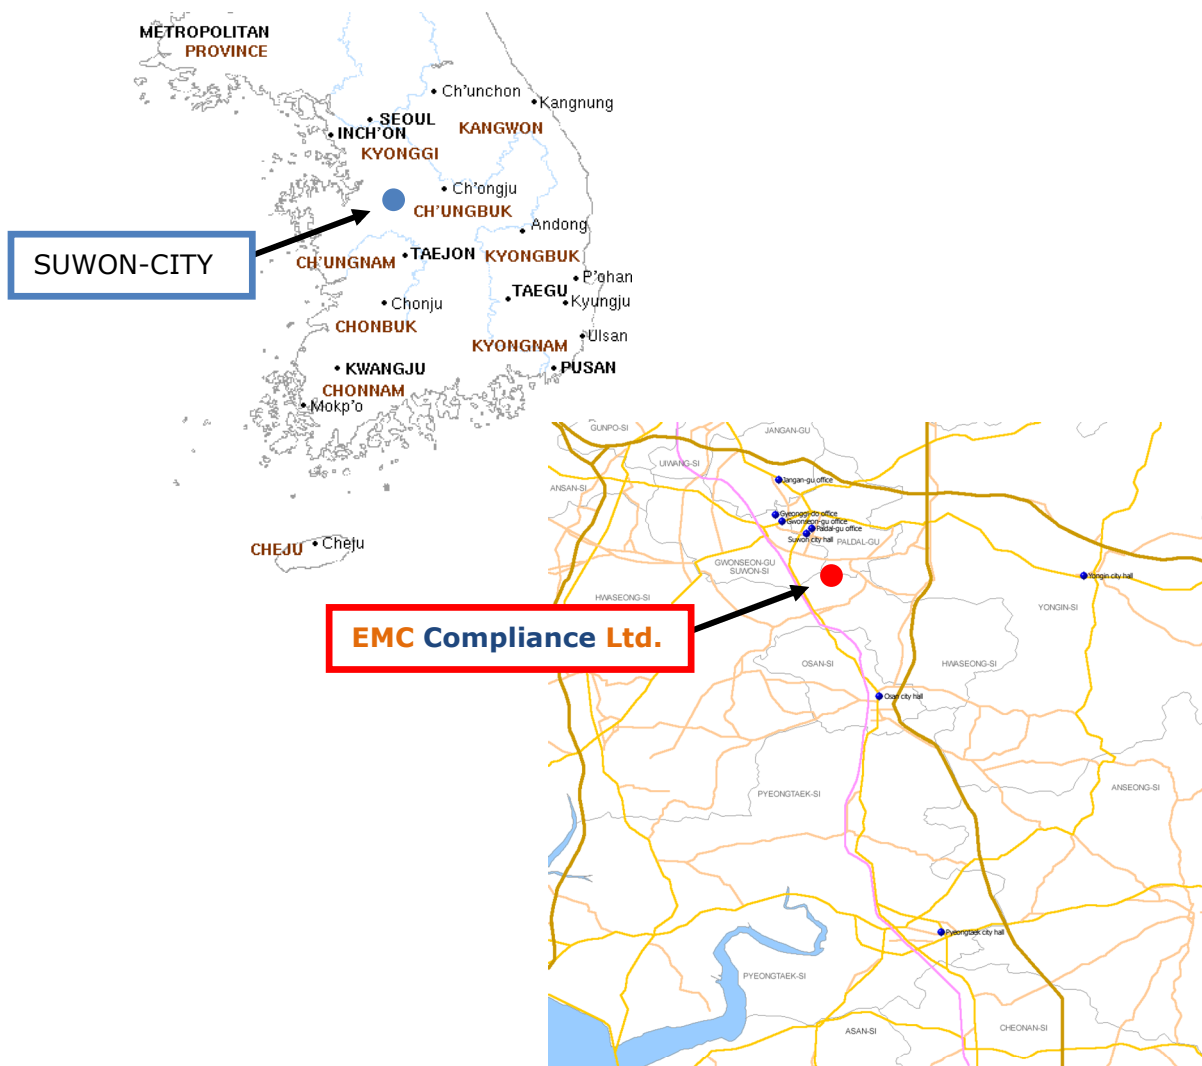 METROPOLITAN
PROVINCE
Ch'unchon
Kangnung
SEOUL
INCH'ON
KANGWON
KYONGGI
Ch'ongju
CH'UNGBUK
Andong
SUWON-CITY
TAEJON
KYONGBUK
CH'UNGNAM
P'ohan
TAEGU
Chonju
Kyungju
CHONBUK
Ulsan
KYONGNAM
KWANGJU
PUSAN
CHONNAM
Mokp'o
CHEJU
Cheju
GUNPO-SI
JANGAN-GU
UIWANG-SI
Jangan-gu office
ANSAN-SI
Gyeonggi-do office
Gwonseon-gu office
Paldal-gu office
Suwon city hall
PALDAL-GU
GWONSEON-GU
SUWON-SI
Yongin city hall
HWASEONG-SI
YONGIN-SI
EMC Compliance Ltd.
OSAN-SI
HWASEONG-SI
Osan city hall
PYEONGTAEK-SI
ANSEONG-SI
Pyeongtaek city hall
PYEONGTAEK-SI
ASAN-SI
CHEONAN-SI